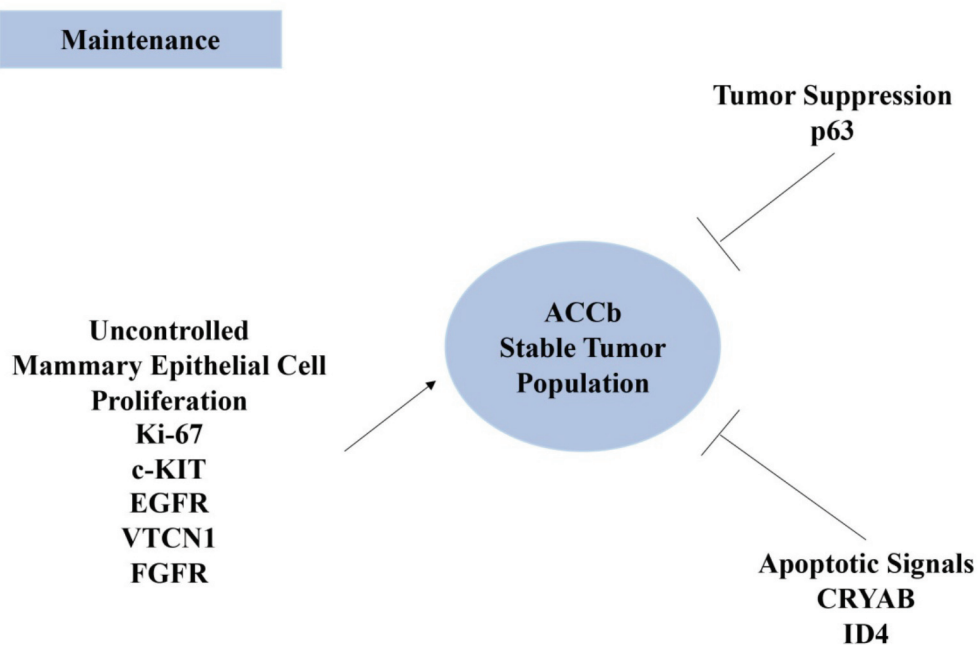 Maintenance
Tumor Suppression
p63
ACCb
Stable Tumor
Population
Uncontrolled
Mammary Epithelial Cell
Proliferation
Ki-67
c-KIT
EGFR
VTCN1
FGFR
Apoptotic Signals
CRYAB
ID4